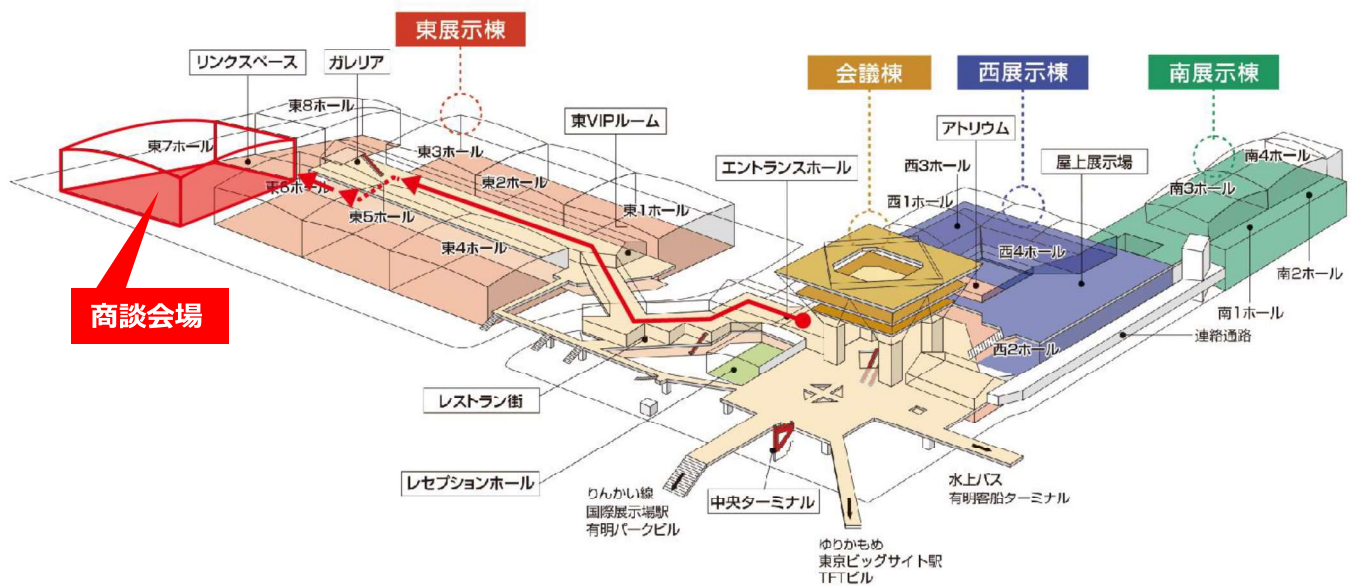 東展示棟
会議棟
西展示棟
南展示棟
リンクスペース
ガレリア
東8ホール
東7ホール
東3ホール
東VIPルーム
東2ホール
東6ホール
東5ホール
東1ホール
東4ホール
エントランスホール
アトリウム
西3ホール
西1ホール
屋上展示場
西4ホール
西2ホール
南4ホール
南3ホール
南2ホール
南1ホール
連絡通路
商談会場
レストラン街
レセプションホール
りんかい線
国際展示場駅
有明パークビル
中央ターミナル
水上バス
有明客船ターミナル
ゆりかもめ
東京ビッグサイト駅
TFTビル